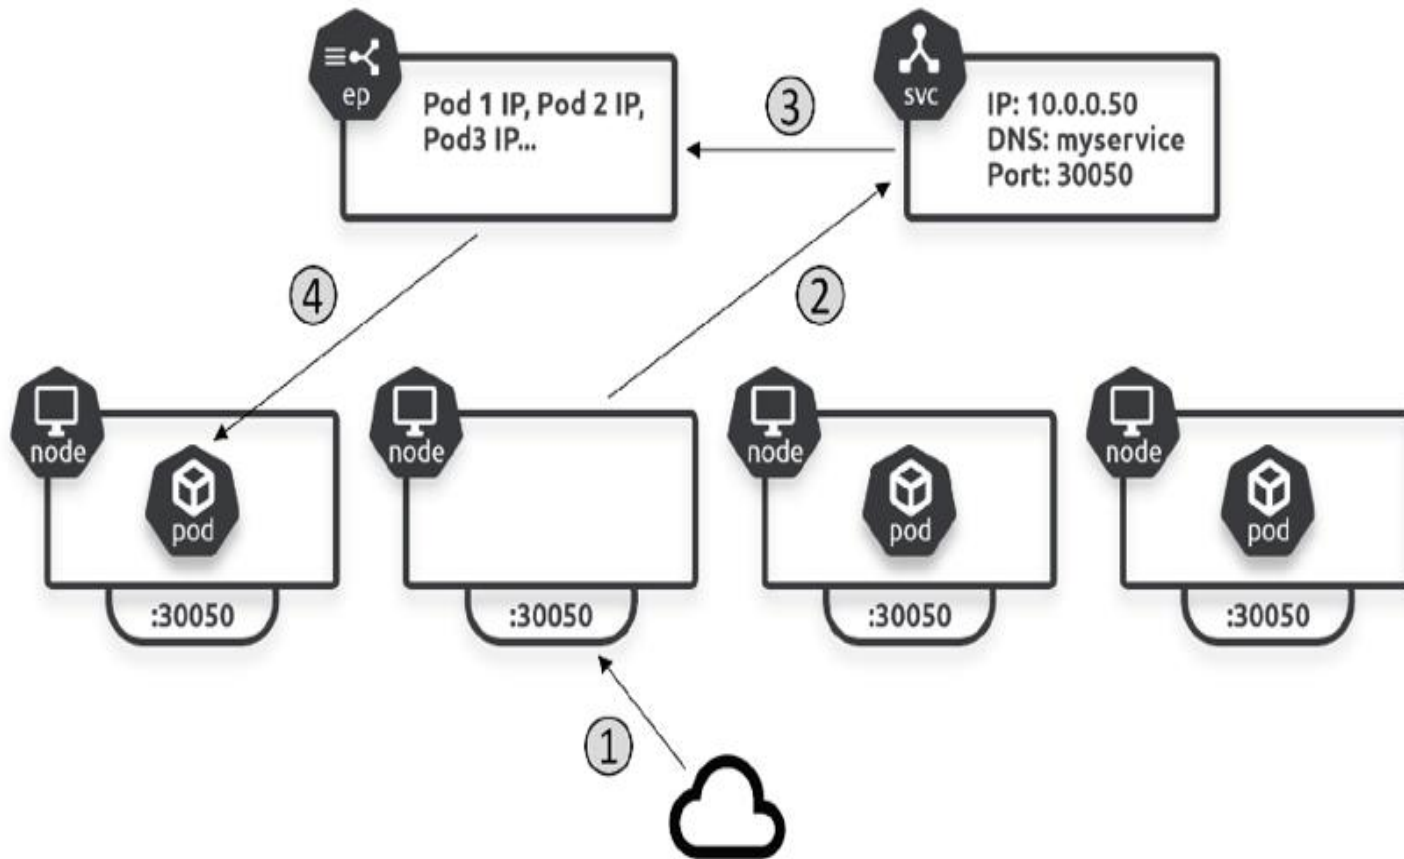 ep
Pod 1 IP, Pod 2 IP,
Pod3 IP...
3
svc
IP: 10.0.0.50
DNS: myservice
Port: 30050
4
2
node
pod
:30050
node
:30050
node
pod
:30050
node
pod
:30050
1